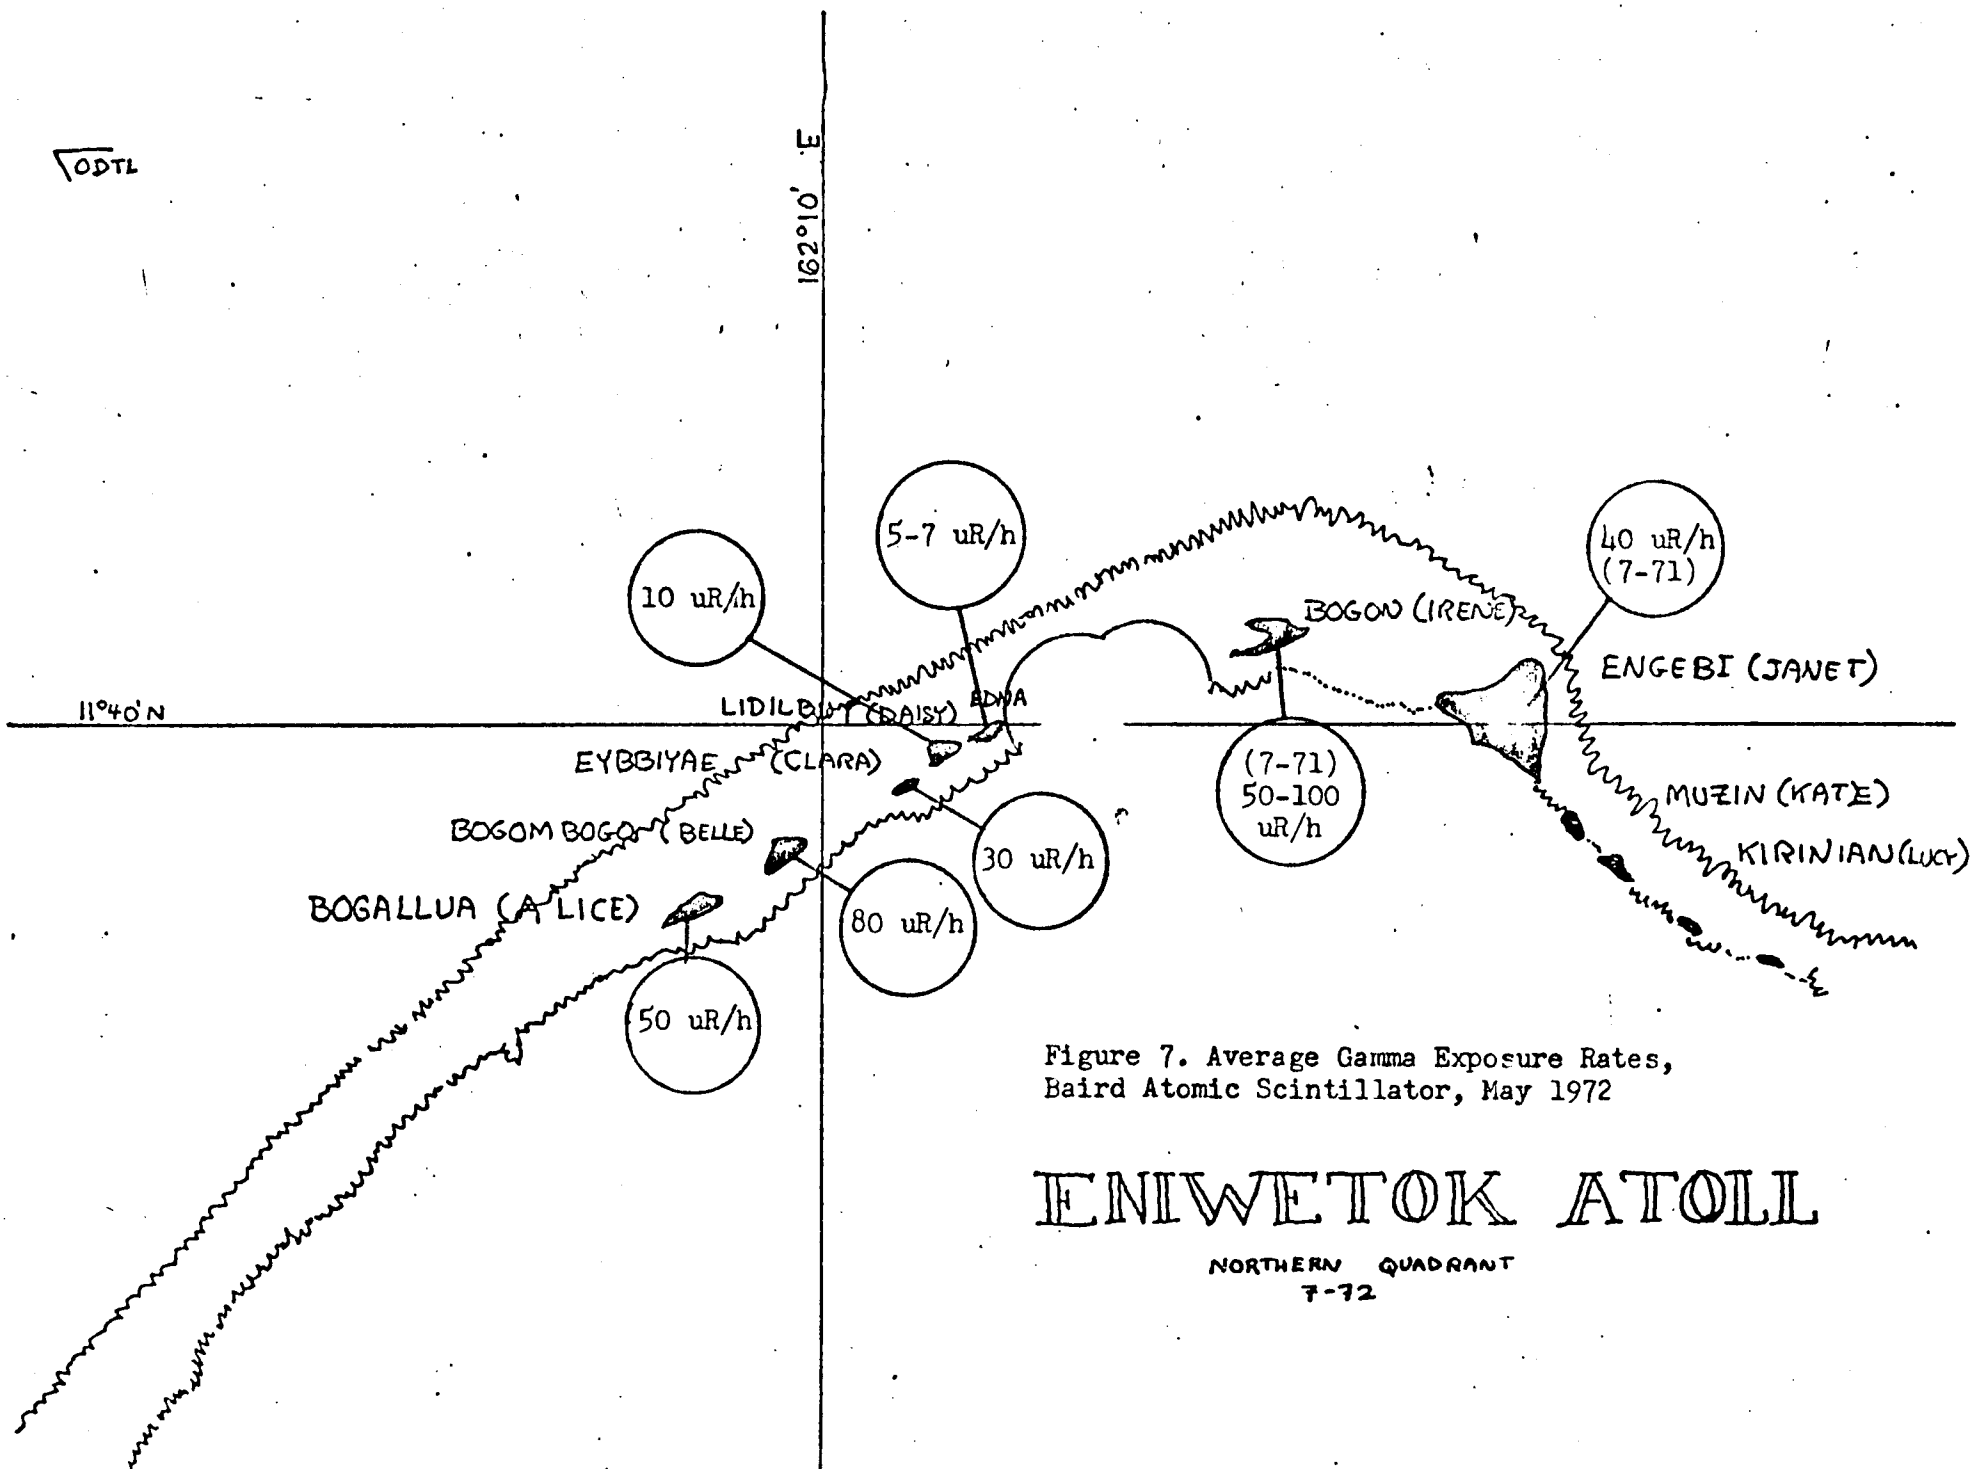 ODTL
162°10' E
5-7 uR/h
40 uR/h
(7-71)
10 uR/h
BOGON (IRENE)
ENGEBI (JANET)
11°40'N
(DAISY)
EDNA
EYBBIYAE (CLARA)
(7-71)
50-100
uR/h
MUZIN (KATE)
BOGOMBOGO (BELLE)
30 uR/h
KIRINIAN (LUCY)
BOGALLUA (ALICE)
80 uR/h
50 uR/h
Figure 7. Average Gamma Exposure Rates,
Baird Atomic Scintillator, May 1972
ENIWETOK ATOLL
NORTHERN QUADRANT
7-72